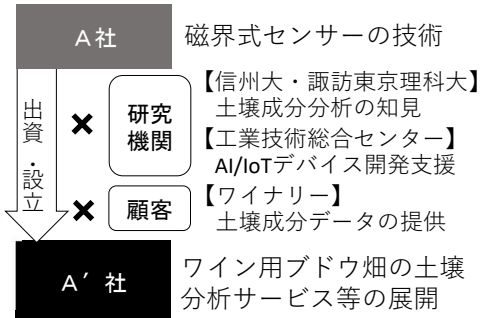 A社
磁界式センサーの技術
出資・設立
×
研究
機関
【信州大・諏訪東京理科大】
土壌成分分析の知見
【工業技術総合センター】
AI/IoTデバイス開発支援
×
顧客
【ワイナリー】
土壌成分データの提供
A′社
ワイン用ブドウ畑の土壌
分析サービス等の展開